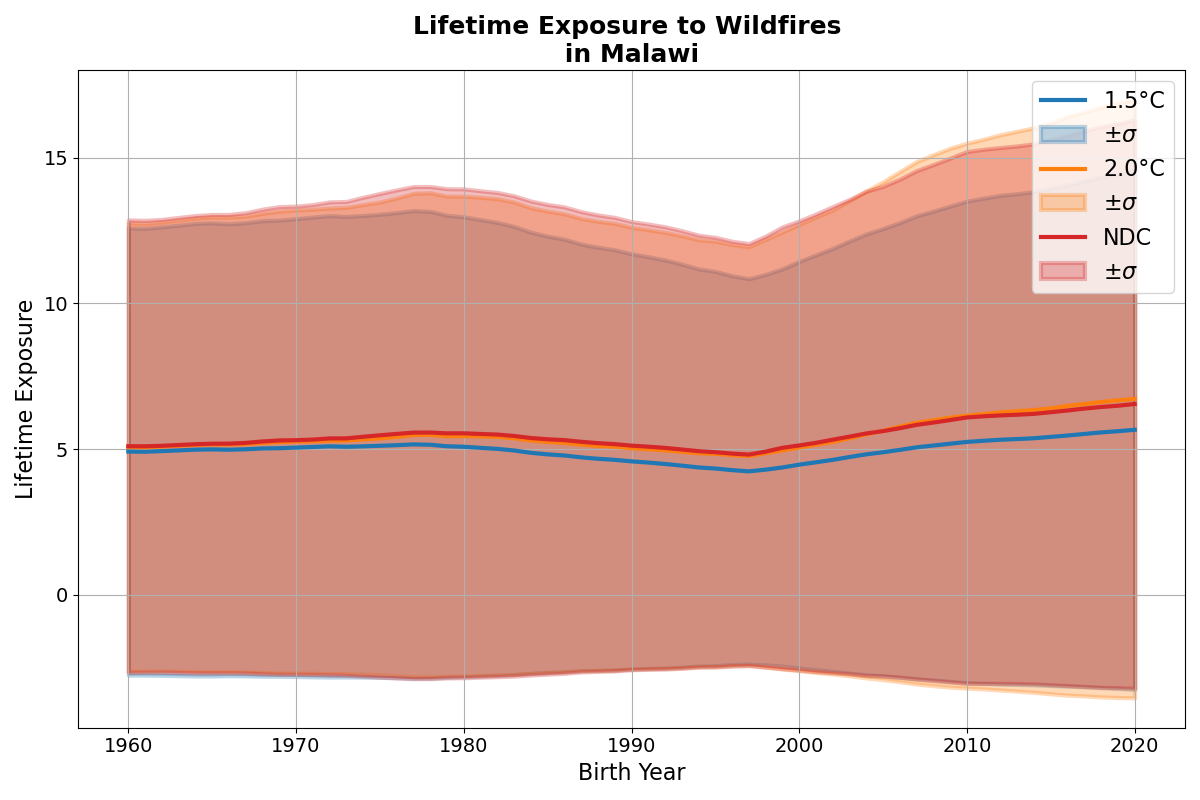 Lifetime Exposure to Wildfires
in Malawi
Lifetime Exposure
15
10
5
0
1960
1970
1980
1990
2000
2010
2020
Birth Year
1.5°C
±σ
2.0°C
±σ
NDC
±σ